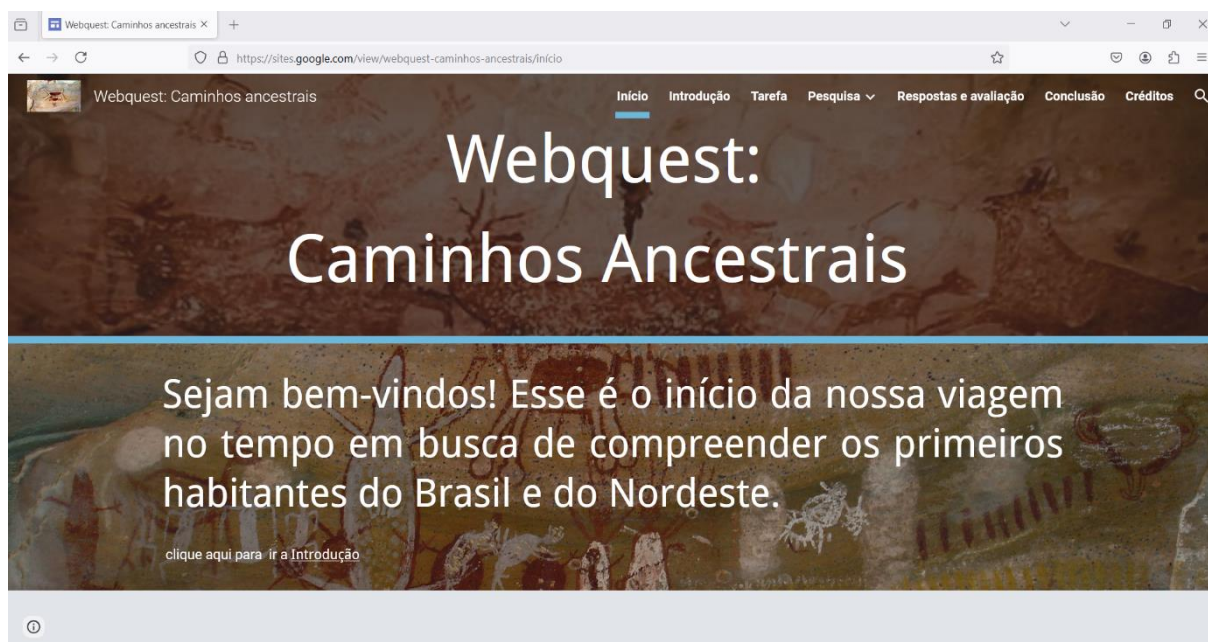 Webquest: Caminhos ancestrais
https://sites.google.com/view/webquest-caminhos-ancestrais/início
Webquest: Caminhos ancestrais
Início Introdução Tarefa Pesquisa Respostas e avaliação Conclusão Créditos
Webquest:
Caminhos Ancestrais
Sejam bem-vindos! Esse é o início da nossa viagem
no tempo em busca de compreender os primeiros
habitantes do Brasil e do Nordeste.
clique aqui para ir a Introdução